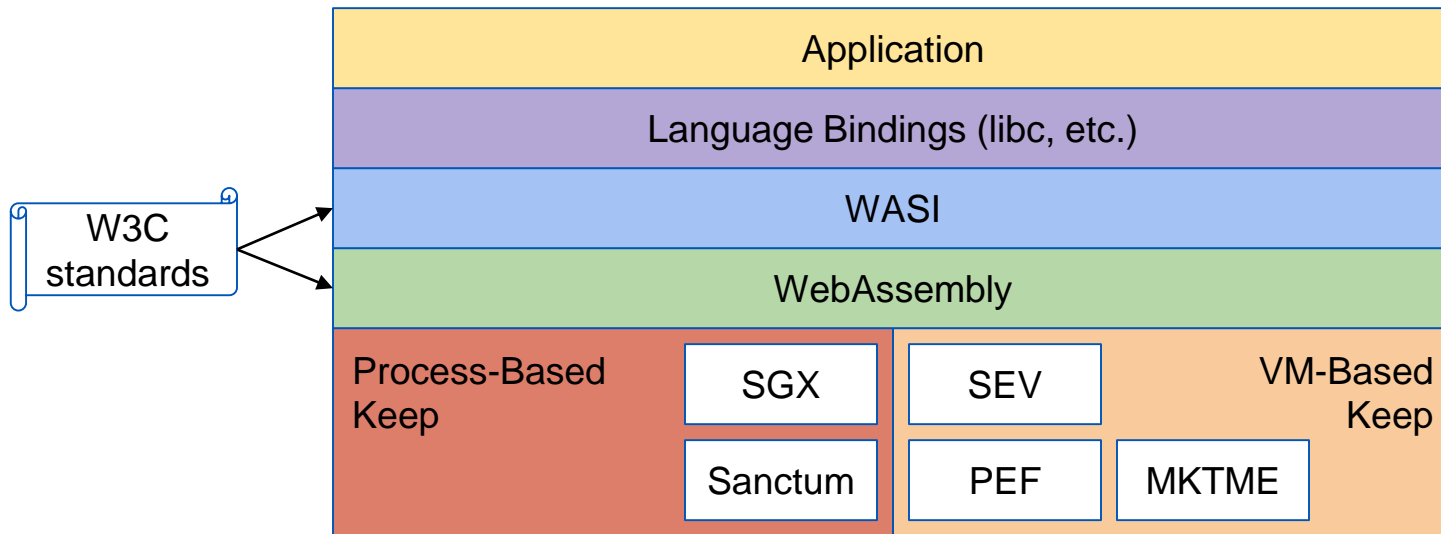 Application
Language Bindings (libc, etc.)
WASI
W3C
standards
WebAssembly
Process-Based
Keep
SGX
Sanctum
SEV
VM-Based
Keep
PEF
MKTME